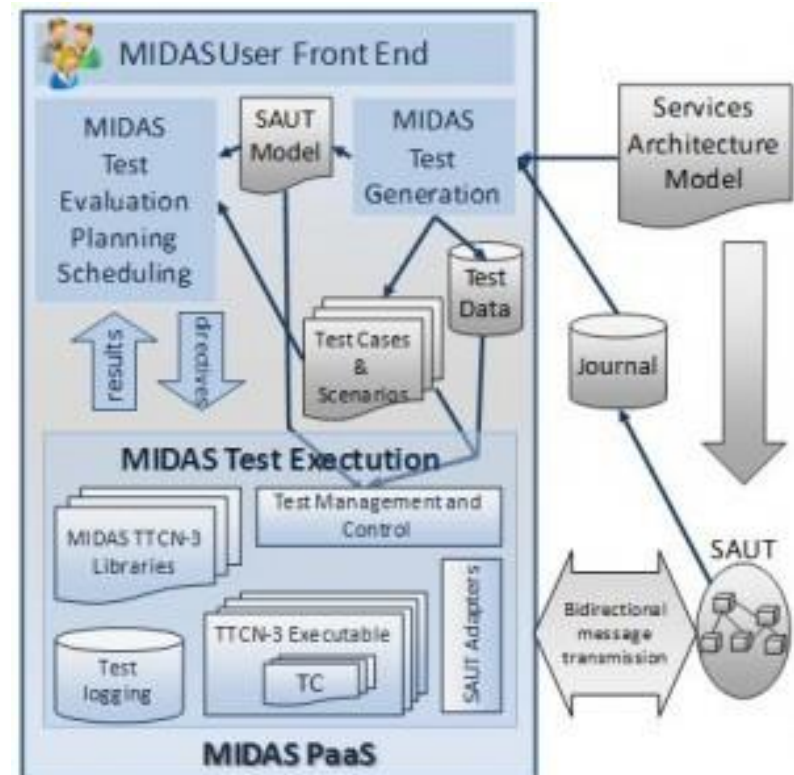 MIDAS User Front End
MIDAS
Test
Evaluation
Planning
Scheduling
SAUT
Model
MIDAS
Test
Generation
Services
Architecture
Model
Test
Data
Test Cases
&
Scenarios
Journal
results
directives
MIDAS Test Exectution
Test Management and
Control
MIDAS TTCN-3
Libraries
SAUT Adapters
TTCN-3 Executable
TC
Test
logging
Bidirectional
message
transmission
SAUT
MIDAS PaaS